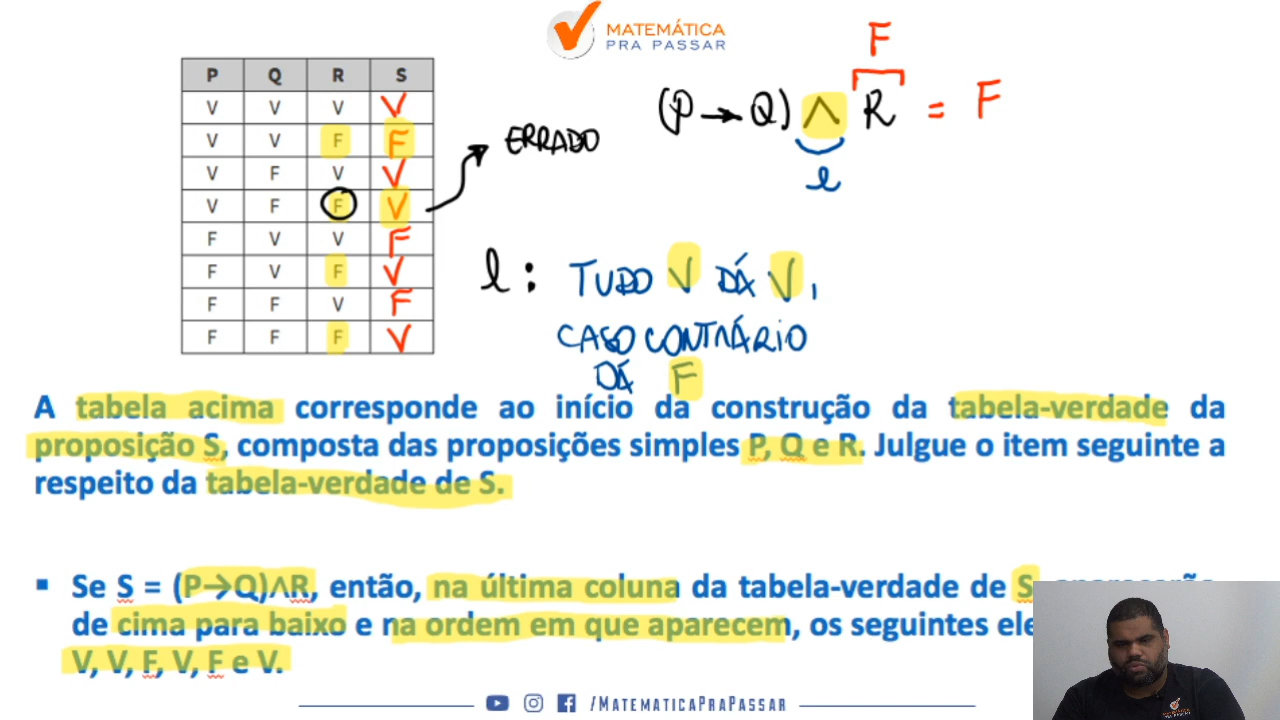 MATEMÁTICA
PRA PASSAR
P Q R S
V V V V
V V F F
V F V V
V F F V
F V V F
F V F V
F F V F
F F F V
F
(P → Q) ∧ R = F
e
ERRADO
e: TUDO V DÁ V,
CASO CONTRÁRIO
DÁ F
A tabela acima corresponde ao início da construção da tabela-verdade da
proposição S, composta das proposições simples P, Q e R. Julgue o item seguinte a
respeito da tabela-verdade de S.
▪ Se S = (P→Q)∧R, então, na última coluna da tabela-verdade de S,
de cima para baixo e na ordem em que aparecem, os seguintes ele
V, V, F, V, F e V.
/MATEMATICAPRAPASSAR